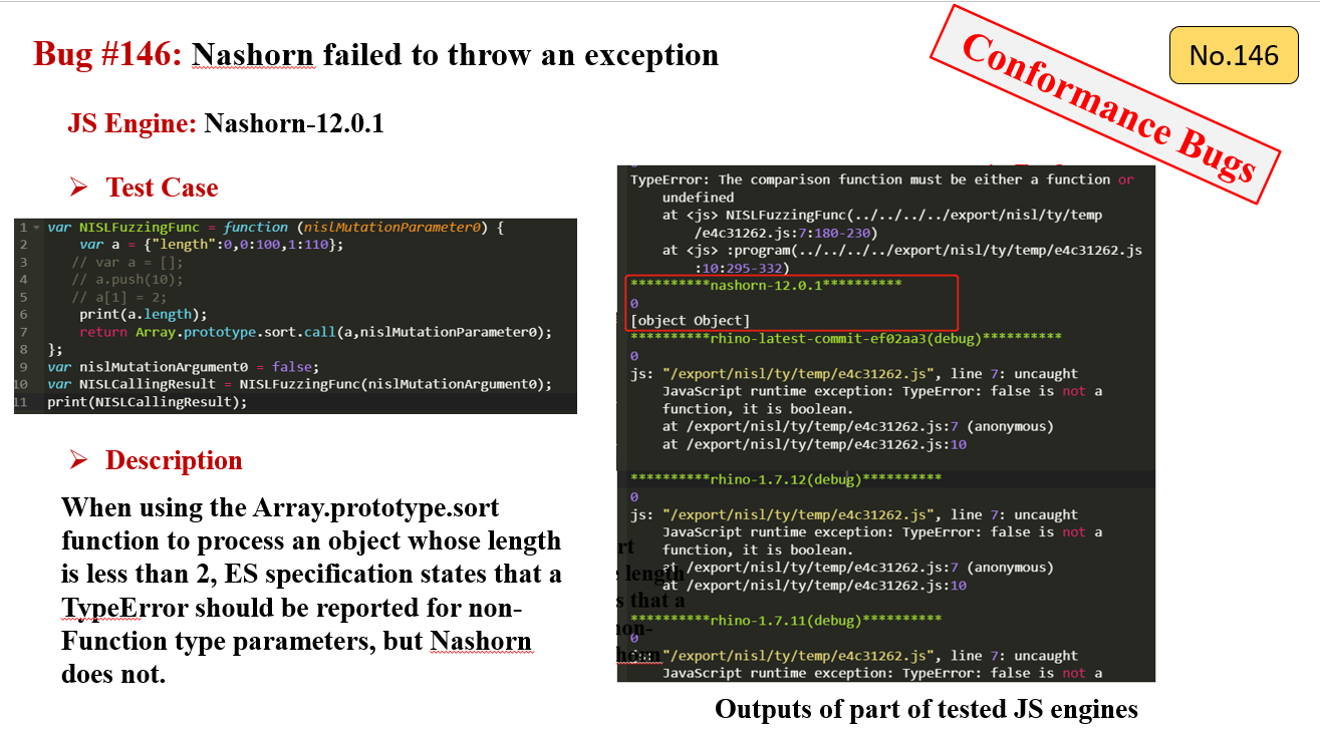 Bug #146: Nashorn failed to throw an exception
No.146
Conformance Bugs
JS Engine: Nashorn-12.0.1
➢ Test Case
1 var NISLFuzzingFunc = function (nislMutationParameter0) {
2 var a = {"length":0,0:100,1:110};
3 // var a = [];
4 // a.push(10);
5 // a[1] = 2;
6 print(a.length);
7 return Array.prototype.sort.call(a,nislMutationParameter0);
8 };
9 var nislMutationArgument0 = false;
10 var NISLCallingResult = NISLFuzzingFunc(nislMutationArgument0);
11 print(NISLCallingResult);
➢ Description
When using the Array.prototype.sort
function to process an object whose length
is less than 2, ES specification states that a
TypeError should be reported for non-
Function type parameters, but Nashorn
does not.
TypeError: The comparison function must be either a function or
undefined
at <js> NISLFuzzingFunc(../../../../export/nisl/ty/temp
/e4c31262.js:7:180-230)
at <js> :program(../../../../export/nisl/ty/temp/e4c31262.js
:10:295-332)
**********nashorn-12.0.1**********
0
[object Object]
**********rhino-latest-commit-ef02aa3(debug)**********
0
js: "/export/nisl/ty/temp/e4c31262.js", line 7: uncaught
JavaScript runtime exception: TypeError: false is not a
function, it is boolean.
at /export/nisl/ty/temp/e4c31262.js:7 (anonymous)
at /export/nisl/ty/temp/e4c31262.js:10
**********rhino-1.7.12(debug)**********
0
js: "/export/nisl/ty/temp/e4c31262.js", line 7: uncaught
JavaScript runtime exception: TypeError: false is not a
function, it is boolean.
at /export/nisl/ty/temp/e4c31262.js:7 (anonymous)
at /export/nisl/ty/temp/e4c31262.js:10
**********rhino-1.7.11(debug)**********
0
js: "/export/nisl/ty/temp/e4c31262.js", line 7: uncaught
JavaScript runtime exception: TypeError: false is not a
Outputs of part of tested JS engines